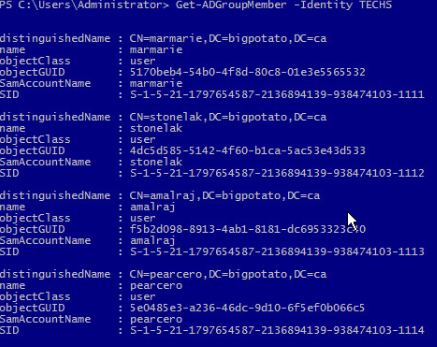 PS C:\Users\Administrator> Get-ADGroupMember -Identity TECHS
distinguishedName : CN=marmarie,DC=bigpotato,DC=ca
name : marmarie
objectClass : user
objectGUID : 5170beb4-54b0-4f8d-80c8-01e3e5565532
SamAccountName : marmarie
SID : S-1-5-21-1797654587-2136894139-938474103-1111
distinguishedName : CN=stonelak,DC=bigpotato,DC=ca
name : stonelak
objectClass : user
objectGUID : 4dc5d585-5142-4f60-b1ca-5ac53e43d533
SamAccountName : stonelak
SID : S-1-5-21-1797654587-2136894139-938474103-1112
distinguishedName : CN=amalraj,DC=bigpotato,DC=ca
name : amalraj
objectClass : user
objectGUID : f5b2d098-8913-4ab1-8181-dc6953323c40
SamAccountName : amalraj
SID : S-1-5-21-1797654587-2136894139-938474103-1113
distinguishedName : CN=pearcero,DC=bigpotato,DC=ca
name : pearcero
objectClass : user
objectGUID : 5e0485e3-a236-46dc-9d10-6f5ef0b066c5
SamAccountName : pearcero
SID : S-1-5-21-1797654587-2136894139-938474103-1114